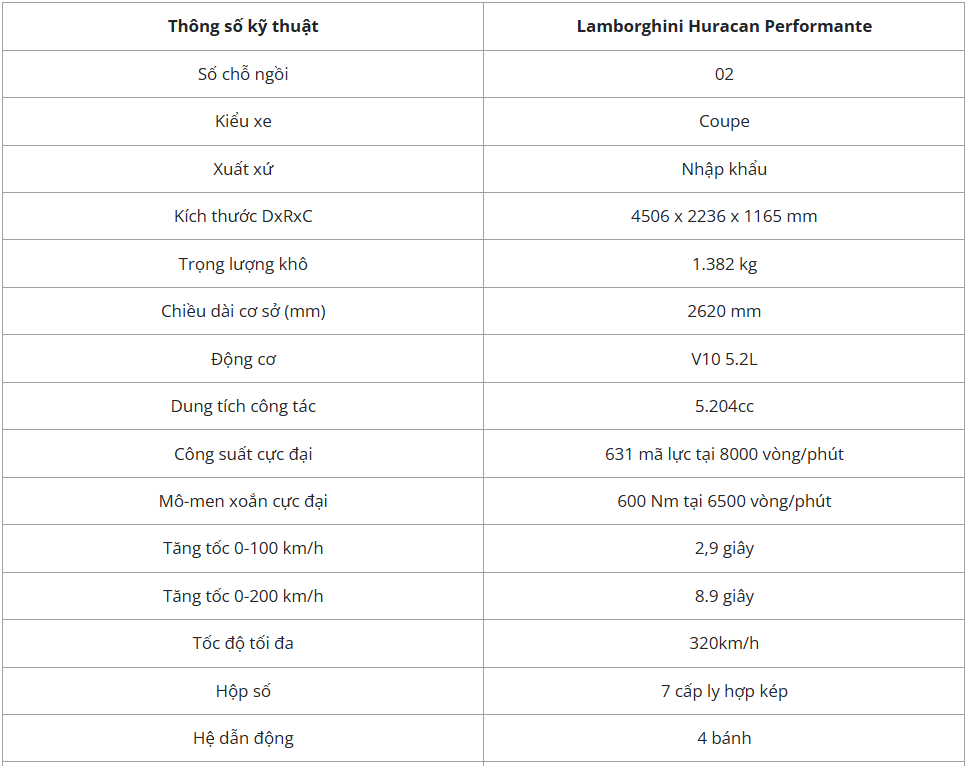 Thông số kỹ thuật Lamborghini Huracan Performante
Số chỗ ngồi 02
Kiểu xe Coupe
Xuất xứ Nhập khẩu
Kích thước DxRxC 4506 x 2236 x 1165 mm
Trọng lượng khô 1.382 kg
Chiều dài cơ sở (mm) 2620 mm
Động cơ V10 5.2L
Dung tích công tác 5.204cc
Công suất cực đại 631 mã lực tại 8000 vòng/phút
Mô-men xoắn cực đại 600 Nm tại 6500 vòng/phút
Tăng tốc 0-100 km/h 2,9 giây
Tăng tốc 0-200 km/h 8.9 giây
Tốc độ tối đa 320km/h
Hộp số 7 cấp ly hợp kép
Hệ dẫn động 4 bánh